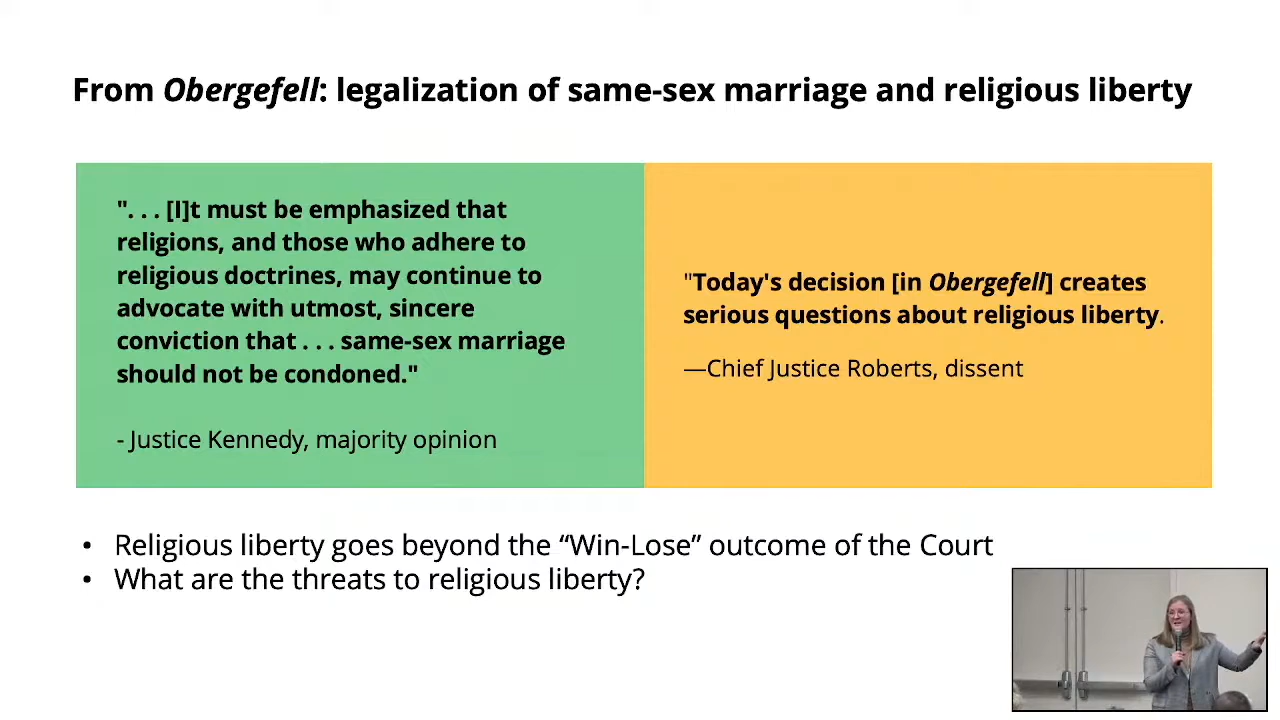 From Obergefell: legalization of same-sex marriage and religious liberty
". . . [I]t must be emphasized that
religions, and those who adhere to
religious doctrines, may continue to
advocate with utmost, sincere
conviction that . . . same-sex marriage
should not be condoned."
- Justice Kennedy, majority opinion
"Today's decision [in Obergefell] creates
serious questions about religious liberty.
—Chief Justice Roberts, dissent
• Religious liberty goes beyond the “Win-Lose” outcome of the Court
• What are the threats to religious liberty?